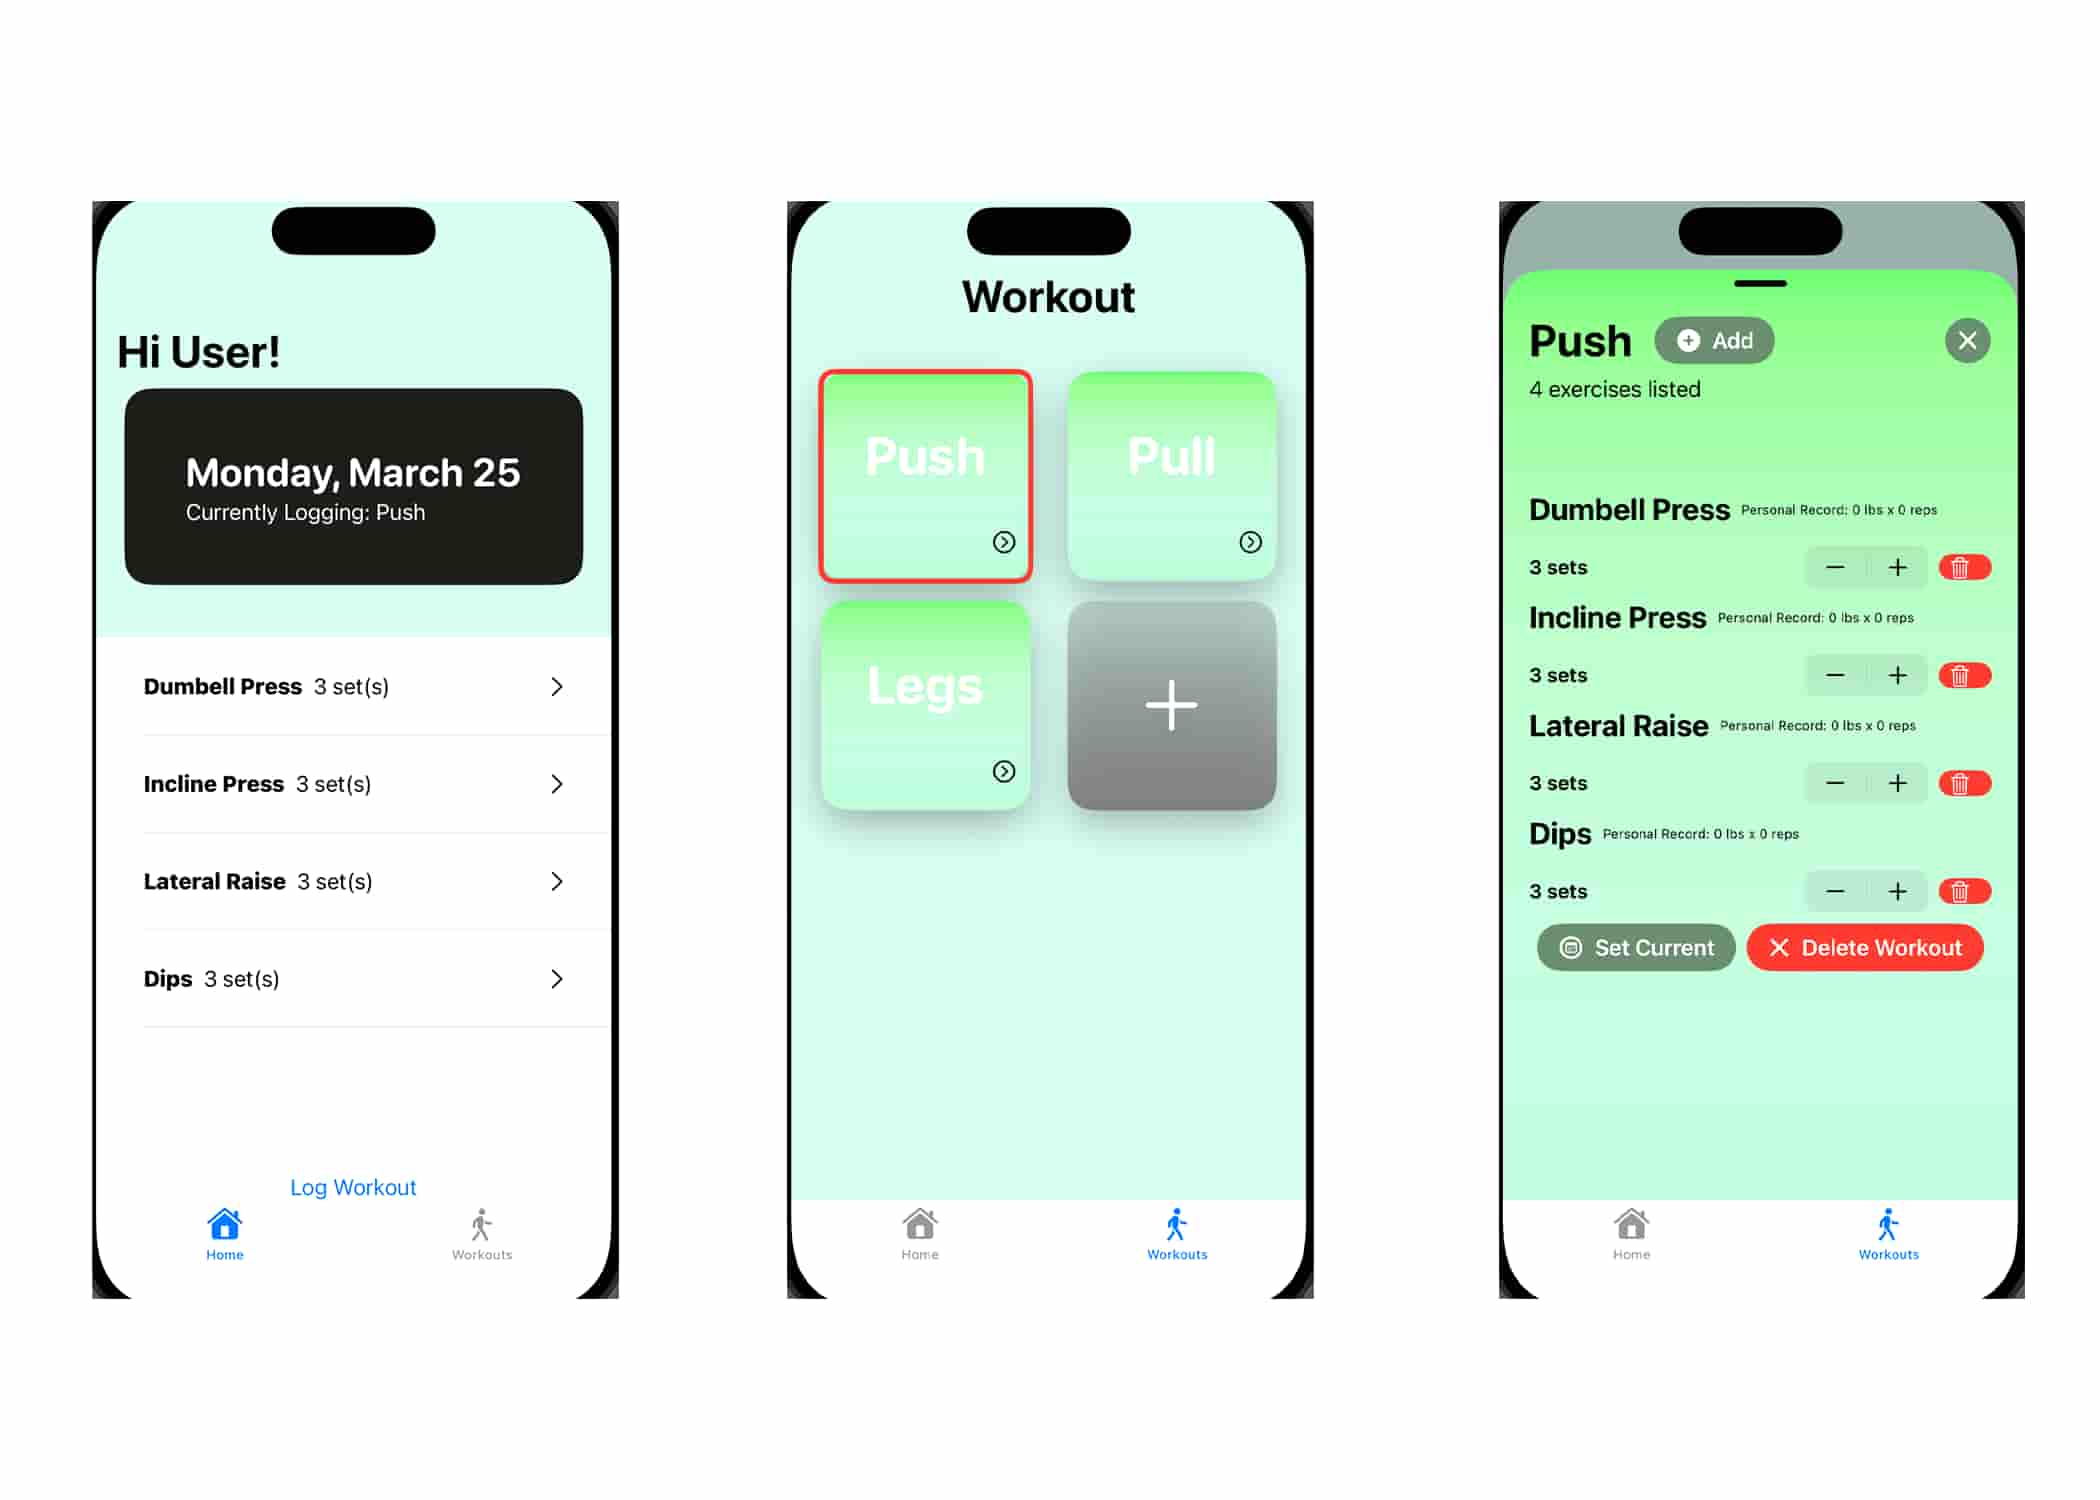 Hi User!
Monday, March 25
Currently Logging: Push
Dumbell Press 3 set(s)
Incline Press 3 set(s)
Lateral Raise 3 set(s)
Dips 3 set(s)
Log Workout
Home Workouts
Workout
Push Pull
Legs
Home Workouts
Push Add
4 exercises listed
Dumbell Press Personal Record: 0 lbs x 0 reps
3 sets
Incline Press Personal Record: 0 lbs x 0 reps
3 sets
Lateral Raise Personal Record: 0 lbs x 0 reps
3 sets
Dips Personal Record: 0 lbs x 0 reps
3 sets
Set Current Delete Workout
Home Workouts